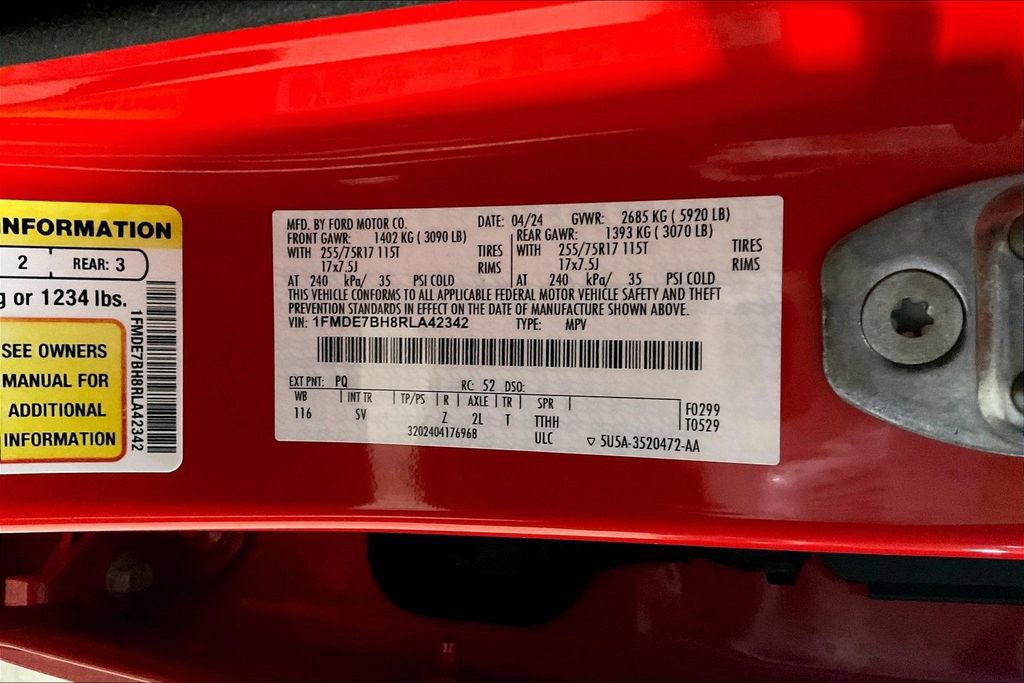 INFORMATION
2 REAR: 3
or 1234 lbs.
SEE OWNERS
MANUAL FOR
ADDITIONAL
INFORMATION
1FMDE7BH8RLA42342
MFD. BY FORD MOTOR CO. DATE: 04/24 GVWR: 2685 KG ( 5920 LB)
FRONT GAWR: 1402 KG ( 3090 LB) REAR GAWR: 1393 KG ( 3070 LB)
WITH 255/75R17 115T TIRES WITH 255/75R17 115T TIRES
17x7.5J RIMS 17x7.5J RIMS
AT 240 kPa/ 35 PSI COLD AT 240 kPa/ 35 PSI COLD
THIS VEHICLE CONFORMS TO ALL APPLICABLE FEDERAL MOTOR VEHICLE SAFETY AND THEFT
PREVENTION STANDARDS IN EFFECT ON THE DATE OF MANUFACTURE SHOWN ABOVE.
VIN: 1FMDE7BH8RLA42342 TYPE: MPV
EXT PNT: PQ RC: 52 DSO:
WB INT TR TP/PS R AXLE TR SPR F0299
116 SV Z 2L T TTHH T0529
3202404176968 ULC ▽ 5U5A-3520472-AA